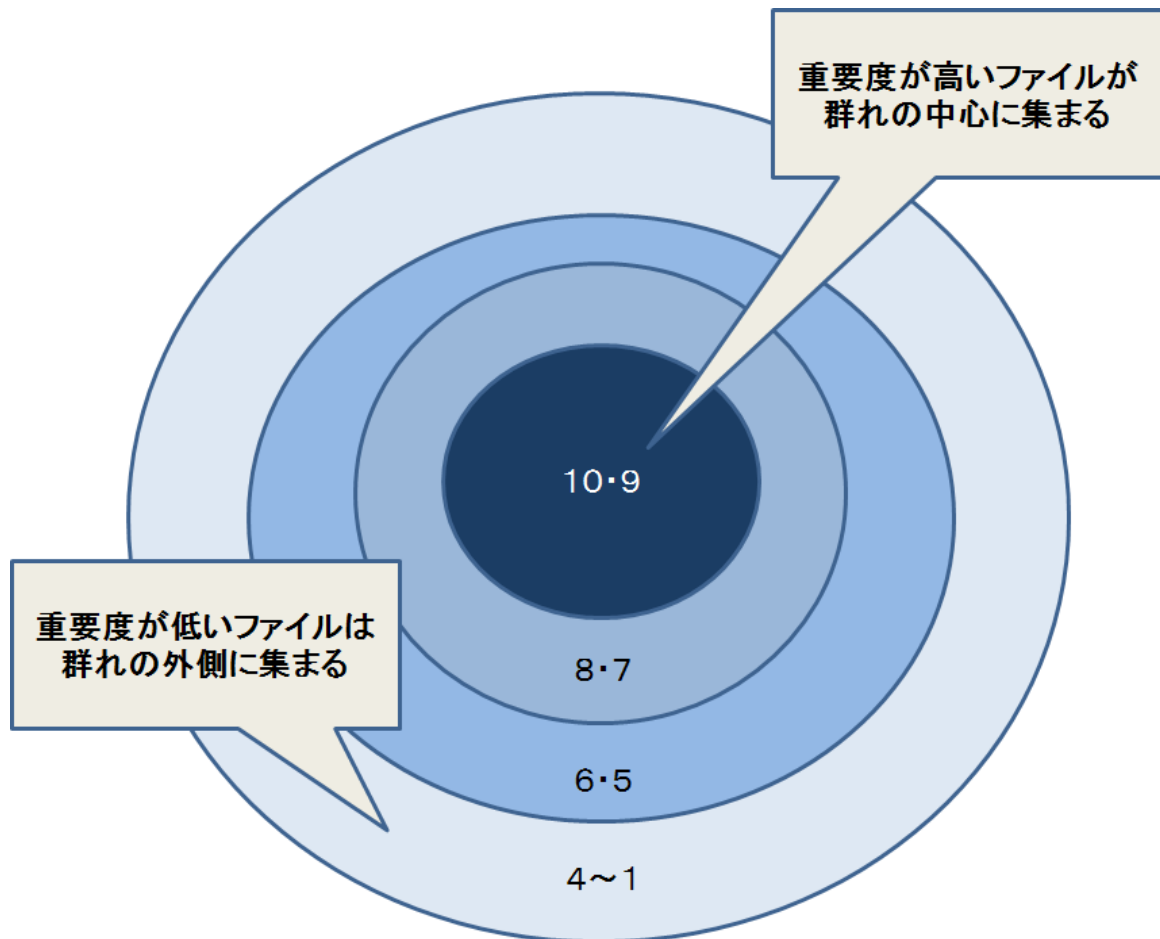 重要度が高いファイルが
群れの中心に集まる
10・9
重要度が低いファイルは
群れの外側に集まる
8・7
6・5
4～1